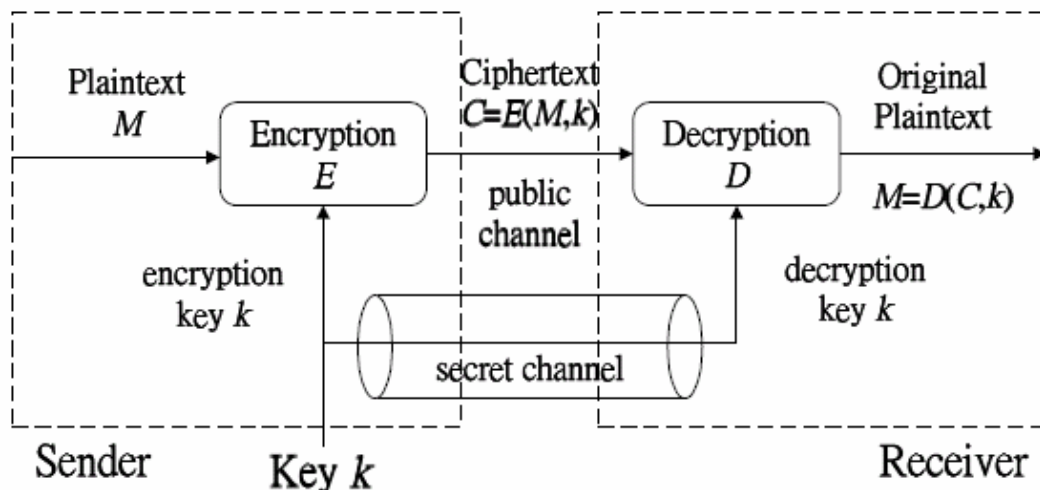 Plaintext
M
Encryption
E
Ciphertext
C=E(M,k)
public
channel
Decryption
D
Original
Plaintext
M=D(C,k)
encryption
key k
decryption
key k
secret channel
Sender
Key k
Receiver